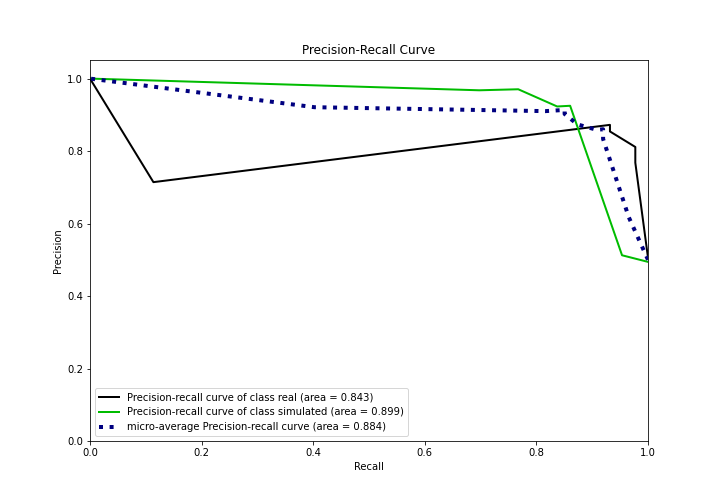 Precision-Recall Curve
1.0
0.8
0.6
0.4
0.2
0.0
Precision
Precision-recall curve of class real (area = 0.843)
Precision-recall curve of class simulated (area = 0.899)
micro-average Precision-recall curve (area = 0.884)
0.0 0.2 0.4 0.6 0.8 1.0
Recall